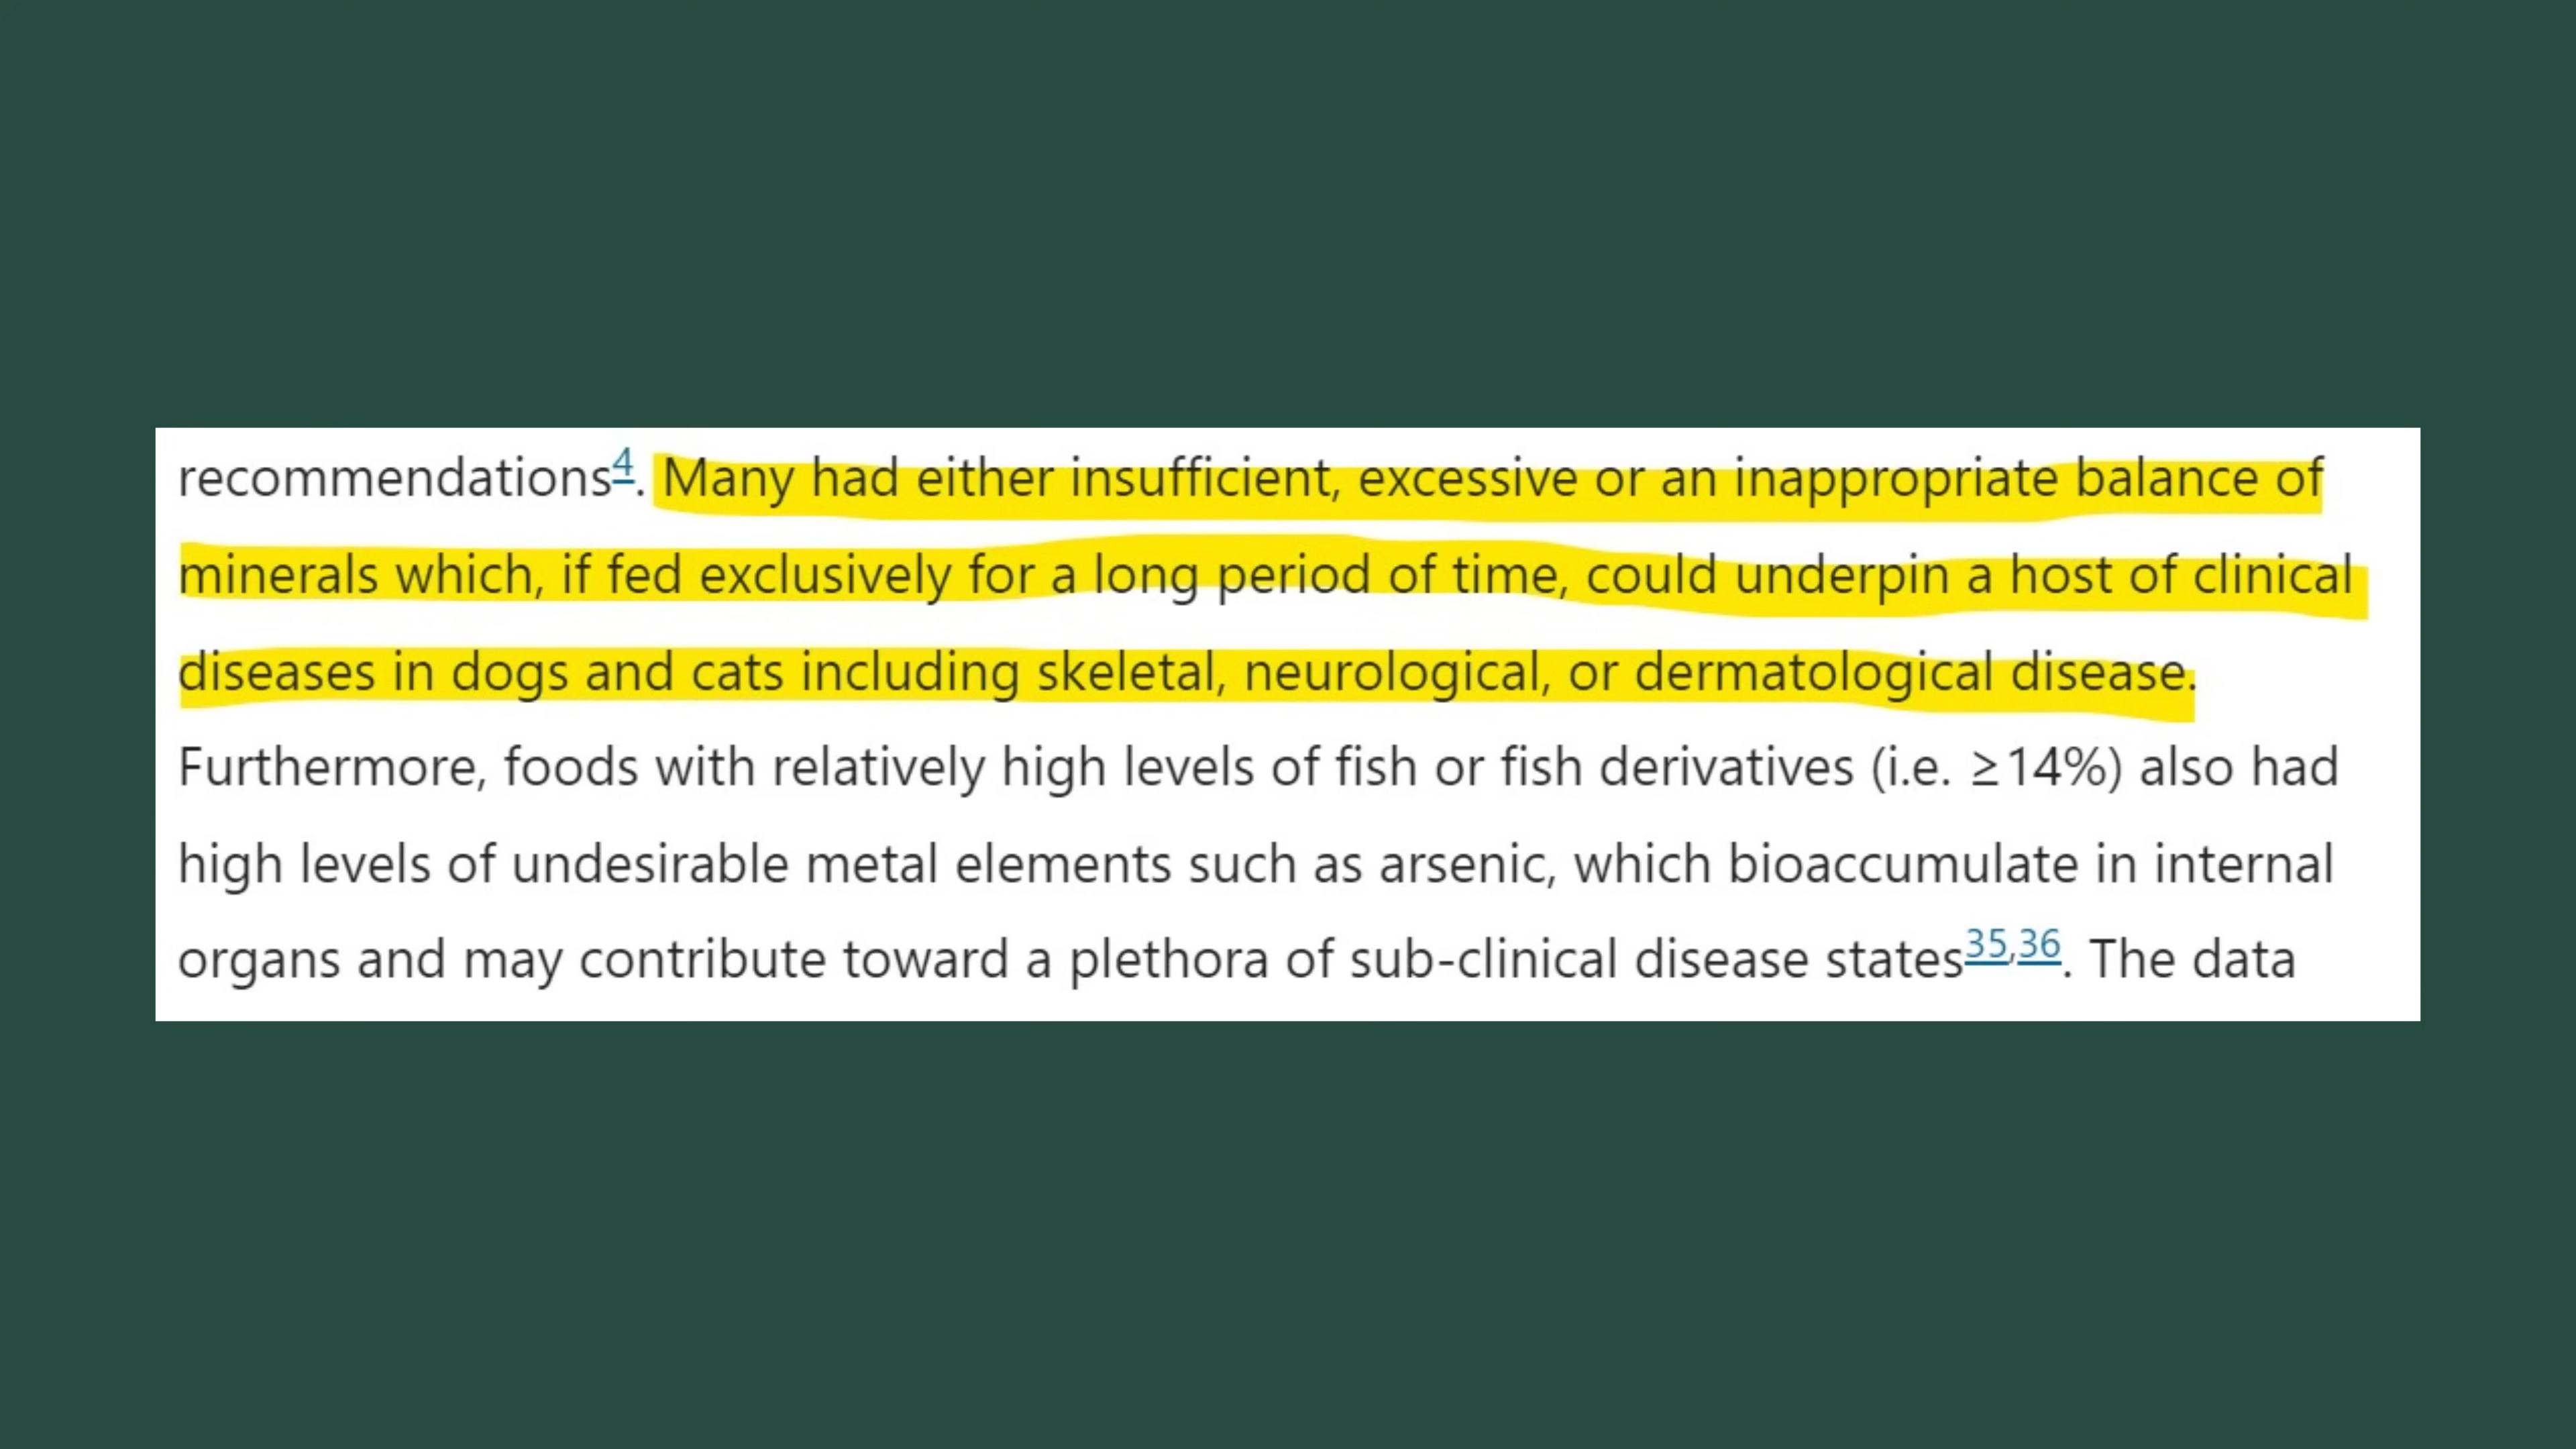 recommendations4. Many had either insufficient, excessive or an inappropriate balance of
minerals which, if fed exclusively for a long period of time, could underpin a host of clinical
diseases in dogs and cats including skeletal, neurological, or dermatological disease.
Furthermore, foods with relatively high levels of fish or fish derivatives (i.e. ≥14%) also had
high levels of undesirable metal elements such as arsenic, which bioaccumulate in internal
organs and may contribute toward a plethora of sub-clinical disease states35,36. The data